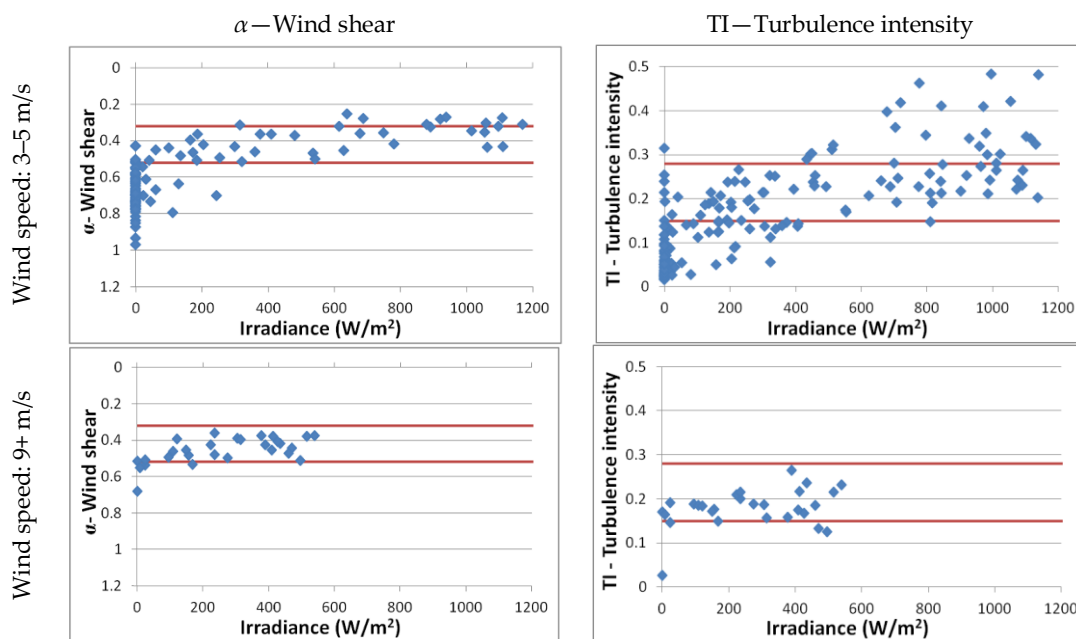 α—Wind shear
TI—Turbulence intensity
Wind speed: 3–5 m/s
α- Wind shear
0
0.2
0.4
0.6
0.8
1
1.2
0 200 400 600 800 1000 1200
Irradiance (W/m²)
TI - Turbulence intensity
0.5
0.4
0.3
0.2
0.1
0
0 200 400 600 800 1000 1200
Irradiance (W/m²)
Wind speed: 9+ m/s
α- Wind shear
0
0.2
0.4
0.6
0.8
1
1.2
0 200 400 600 800 1000 1200
Irradiance (W/m²)
TI - Turbulence intensity
0.5
0.4
0.3
0.2
0.1
0
0 200 400 600 800 1000 1200
Irradiance (W/m²)